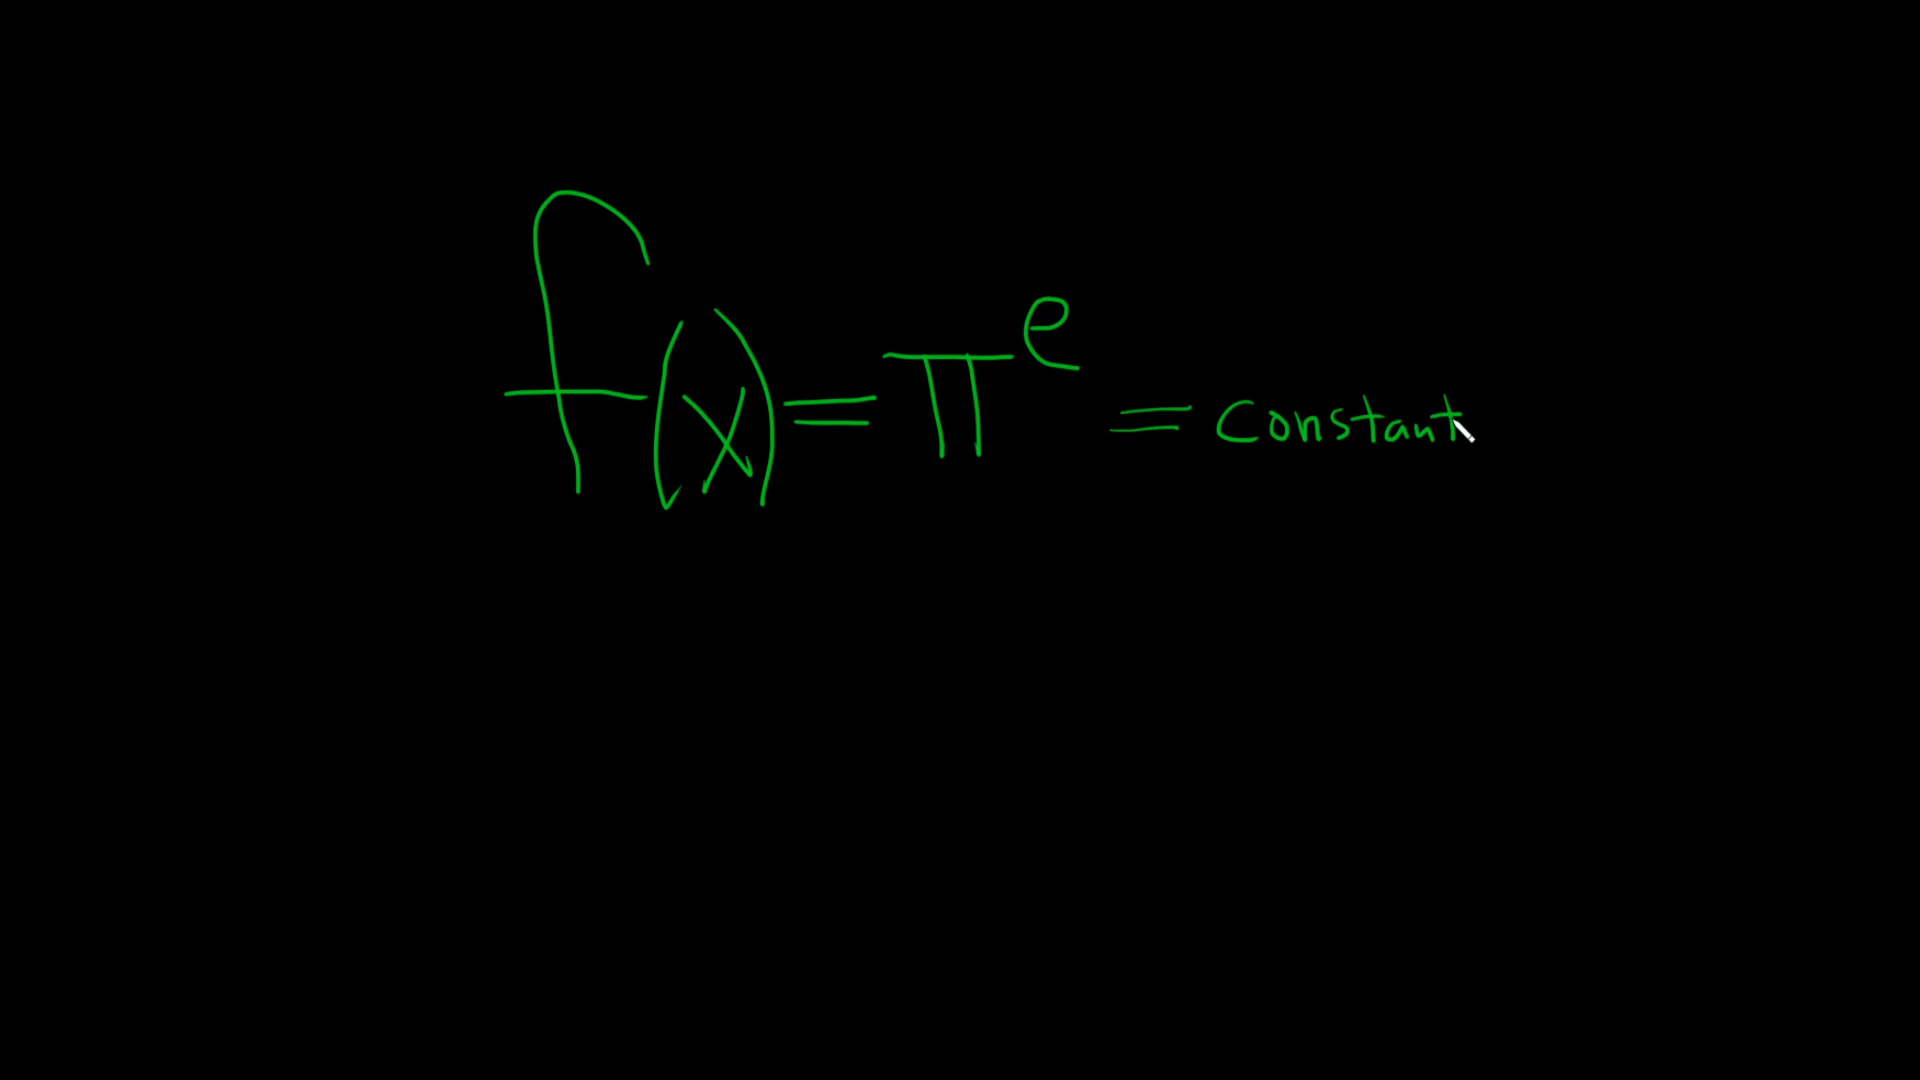 f(x) = π^e = constant